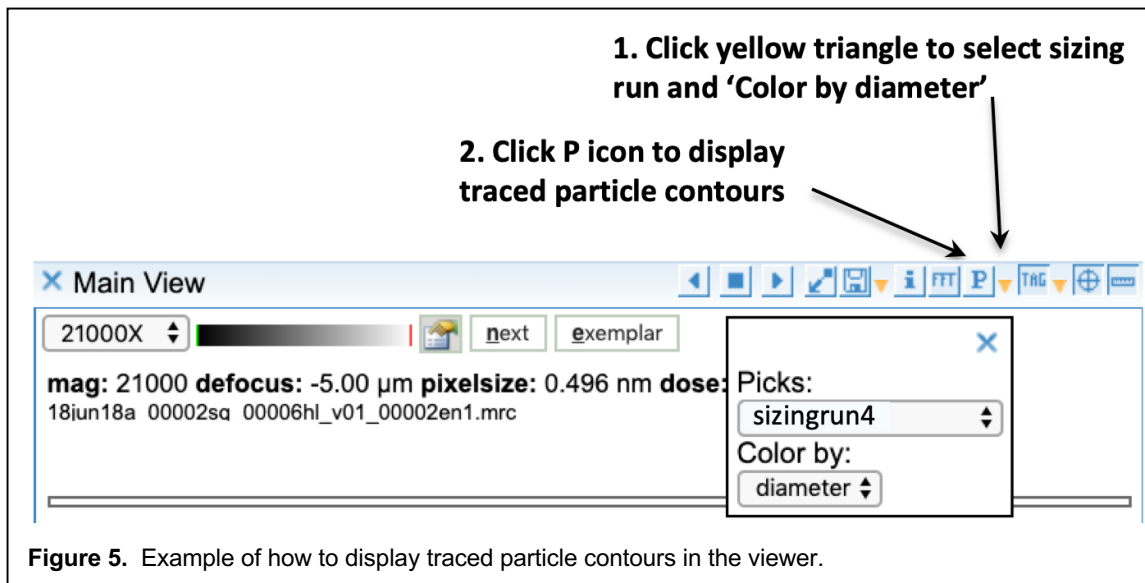 1. Click yellow triangle to select sizing
run and ‘Color by diameter’
2. Click P icon to display
traced particle contours
Main View
i FFT P TAG
21000X next exemplar
mag: 21000 defocus: -5.00 µm pixelsize: 0.496 nm dose:
18jun18a_00002sq_00006hl_v01_00002en1.mrc
Picks:
sizingrun4
Color by:
diameter
Figure 5. Example of how to display traced particle contours in the viewer.